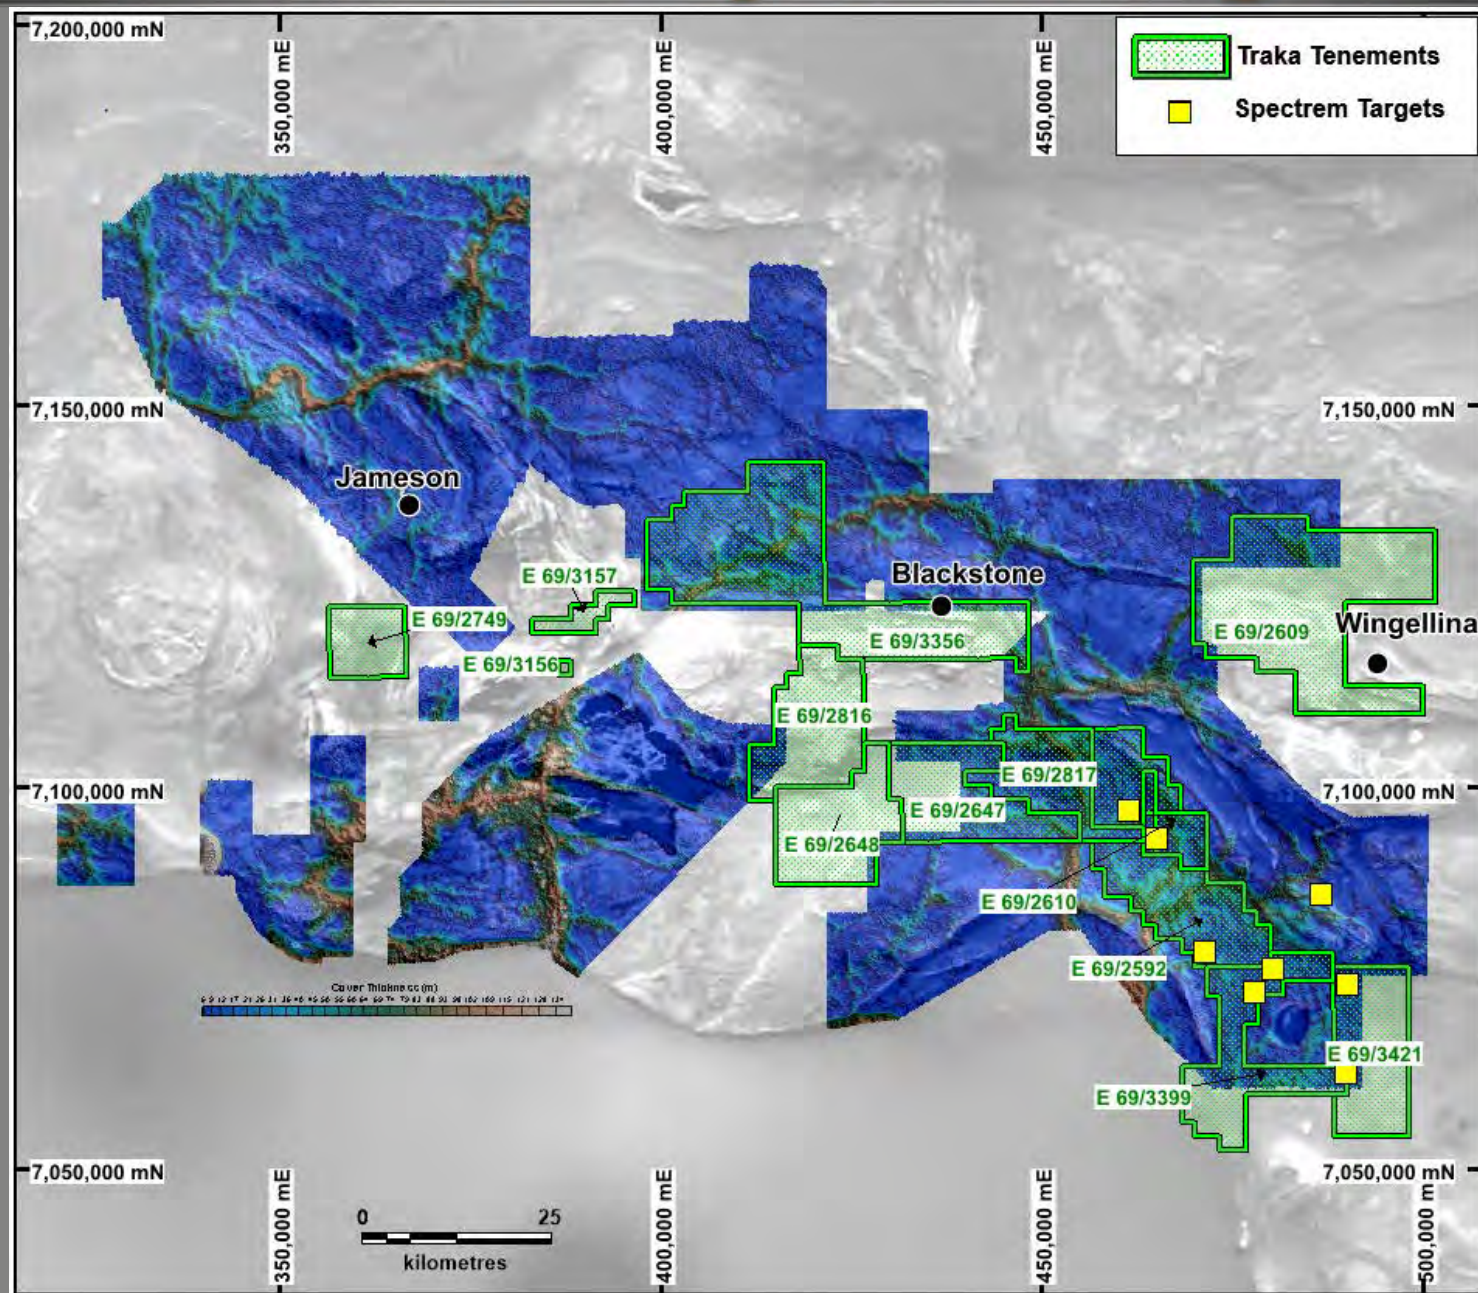 7,200,000 mN
350,000 mE
400,000 mE
450,000 mE
Traka Tenements
Spectrem Targets
7,150,000 mN
7,150,000 mN
Jameson
E 69/3157
Blackstone
E 69/2749
E 69/3356
E 69/2609
Wingellina
E 69/3156
E 69/2816
E 69/2817
7,100,000 mN
7,100,000 mN
E 69/2647
E 69/2648
E 69/2610
E 69/2592
Cover Thickness (m)
E 69/3421
E 69/3399
7,050,000 mN
7,050,000 mN
350,000 mE
400,000 mE
450,000 mE
500,000 mE
0 25
kilometres